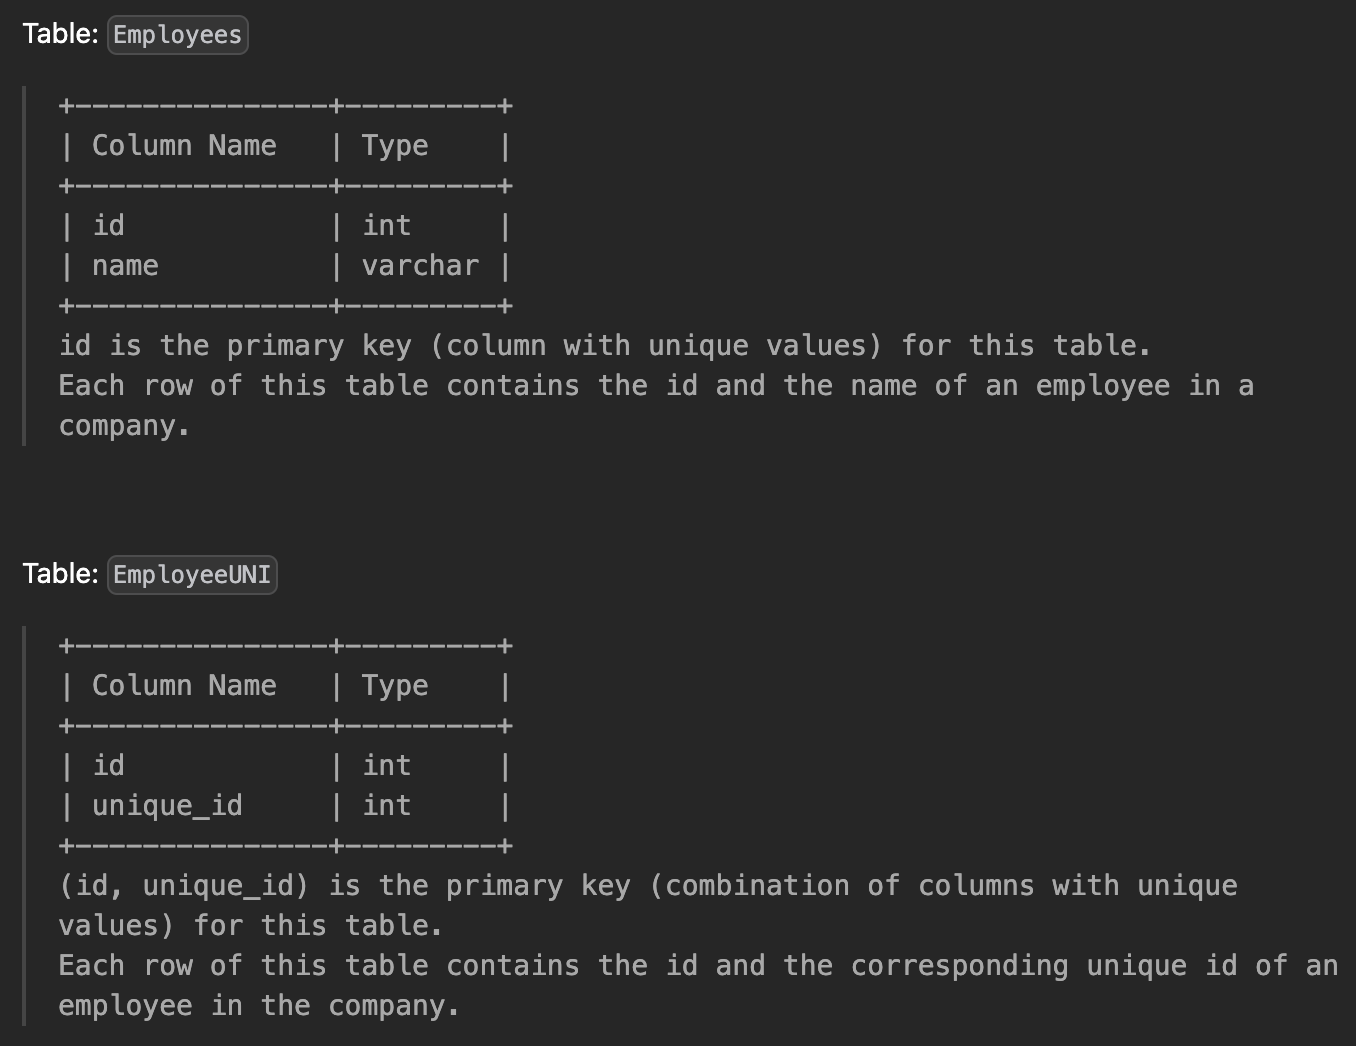 Table: Employees
+---------------+---------+
| Column Name   | Type    |
+---------------+---------+
| id            | int     |
| name          | varchar |
+---------------+---------+
id is the primary key (column with unique values) for this table.
Each row of this table contains the id and the name of an employee in a
company.
Table: EmployeeUNI
+---------------+---------+
| Column Name   | Type    |
+---------------+---------+
| id            | int     |
| unique_id     | int     |
+---------------+---------+
(id, unique_id) is the primary key (combination of columns with unique
values) for this table.
Each row of this table contains the id and the corresponding unique id of an
employee in the company.